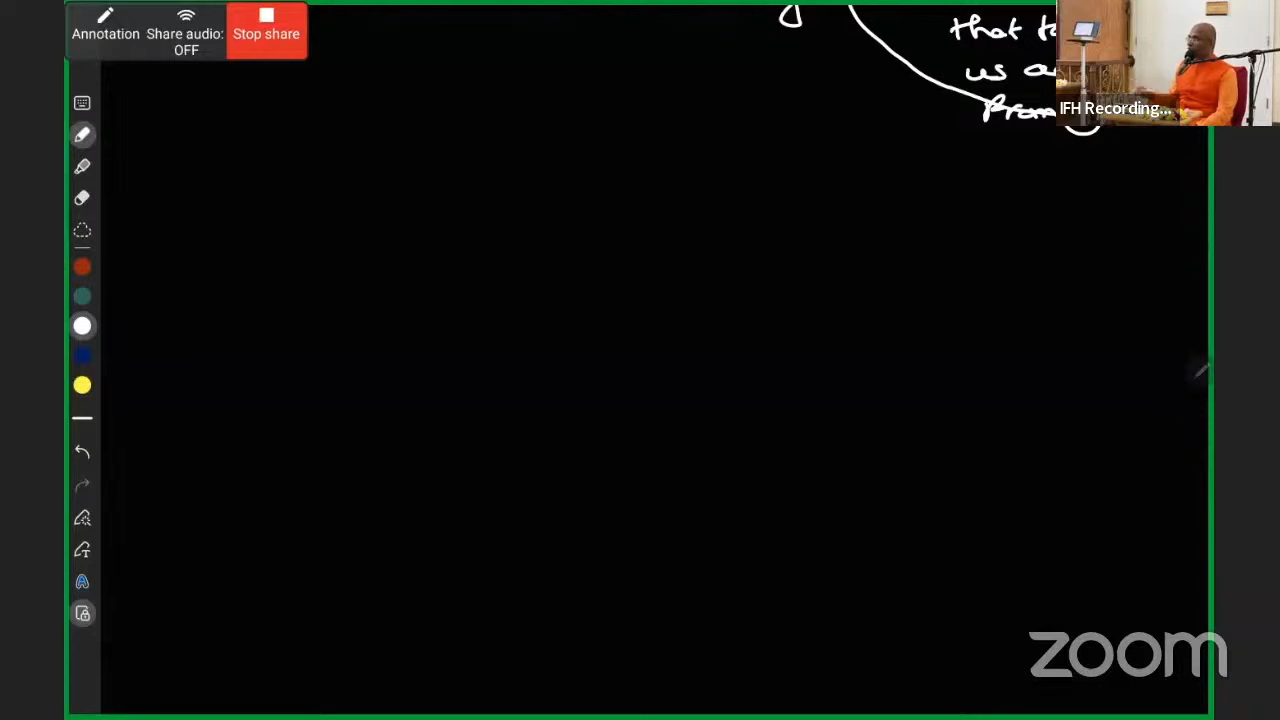 Annotation
Share audio:
OFF
Stop share
that
us
IFH Recording...
zoom